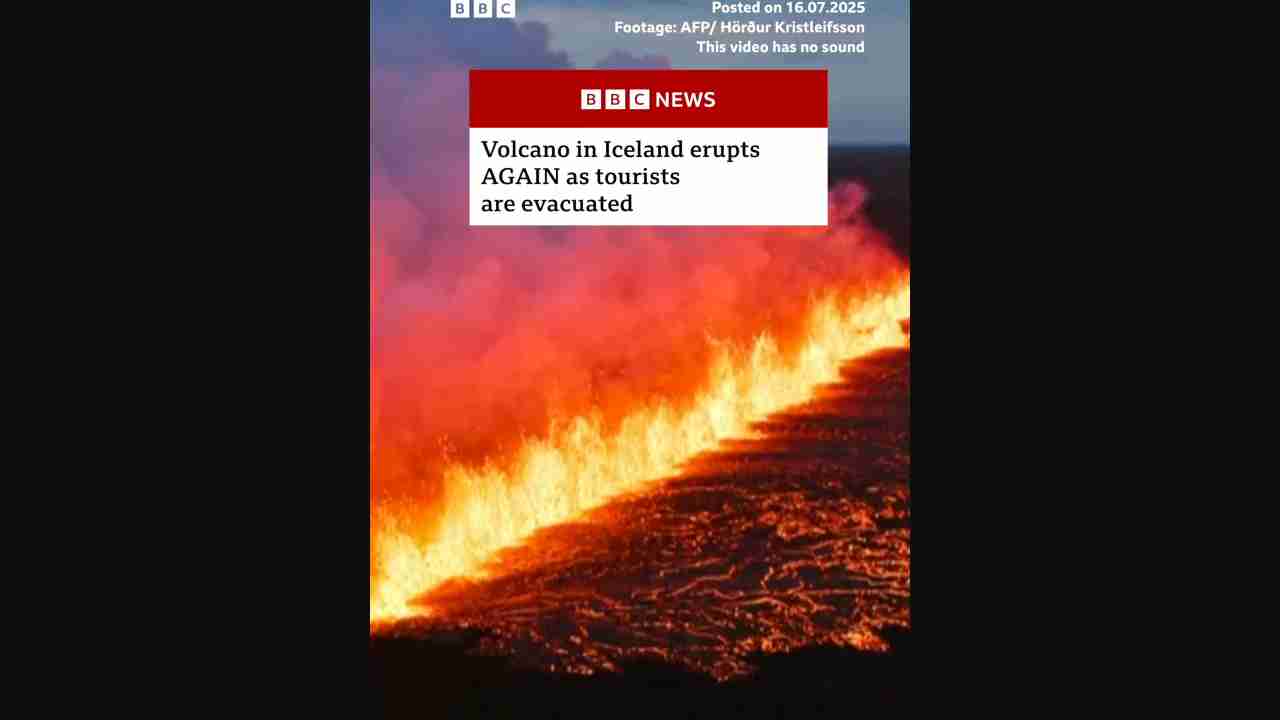 BBC
Posted on 16.07.2025
Footage: AFP/ Hörður Kristleifsson
This video has no sound
BBC NEWS
Volcano in Iceland erupts
AGAIN as tourists
are evacuated